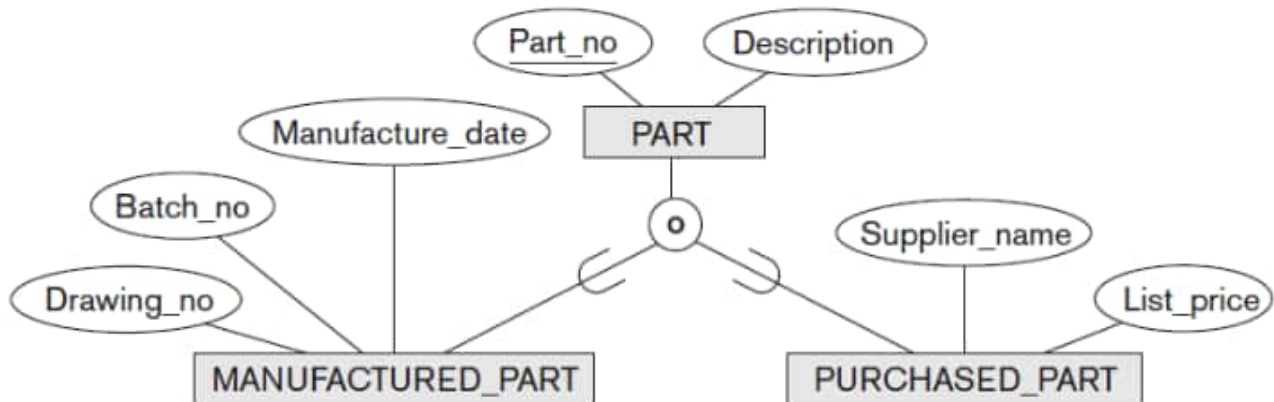 Part_no
Description
Manufacture_date
PART
Batch_no
o
Supplier_name
Drawing_no
List_price
MANUFACTURED_PART
PURCHASED_PART